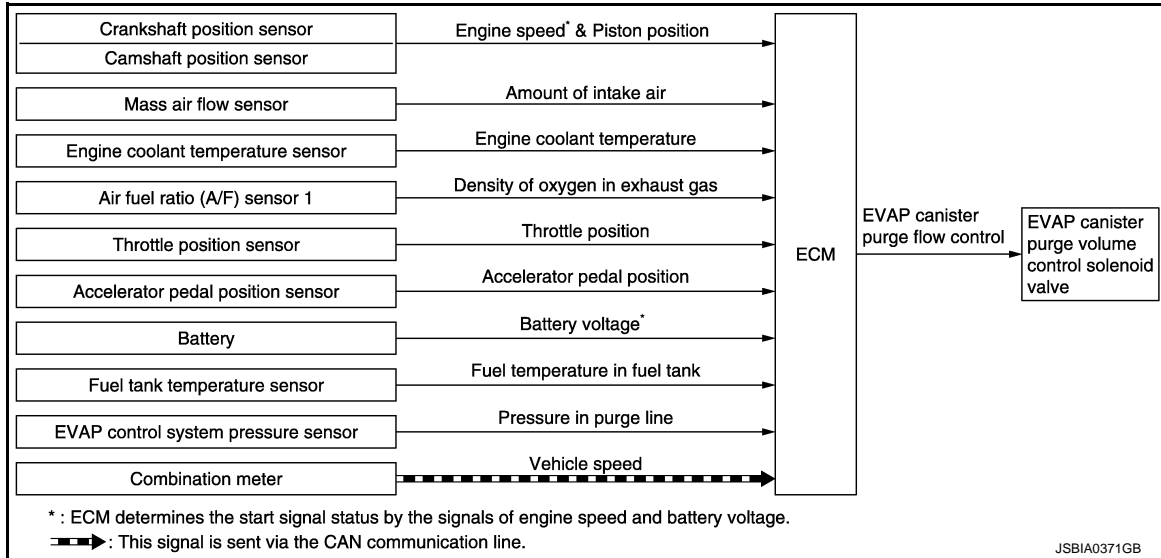 Crankshaft position sensor
Camshaft position sensor
Engine speed* & Piston position
Mass air flow sensor
Amount of intake air
Engine coolant temperature sensor
Engine coolant temperature
Air fuel ratio (A/F) sensor 1
Density of oxygen in exhaust gas
Throttle position sensor
Throttle position
Accelerator pedal position sensor
Accelerator pedal position
Battery
Battery voltage*
Fuel tank temperature sensor
Fuel temperature in fuel tank
EVAP control system pressure sensor
Pressure in purge line
Combination meter
Vehicle speed
ECM
EVAP canister
purge flow control
EVAP canister
purge volume
control solenoid
valve
* : ECM determines the start signal status by the signals of engine speed and battery voltage.
: This signal is sent via the CAN communication line.
JSBIA0371GB